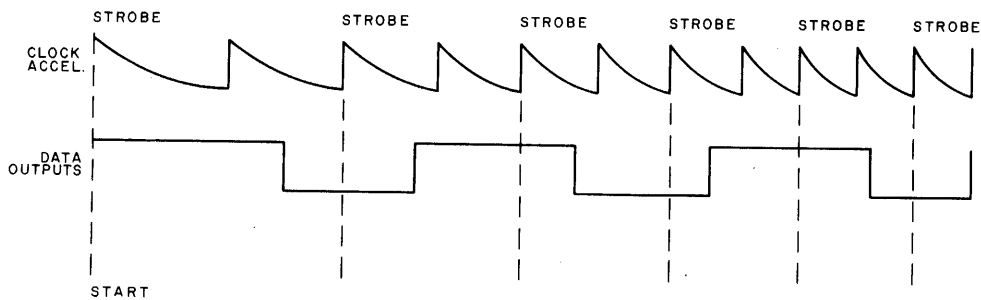 STROBE
STROBE
STROBE
STROBE
STROBE
STROBE
CLOCK
ACCEL.
DATA
OUTPUTS
START